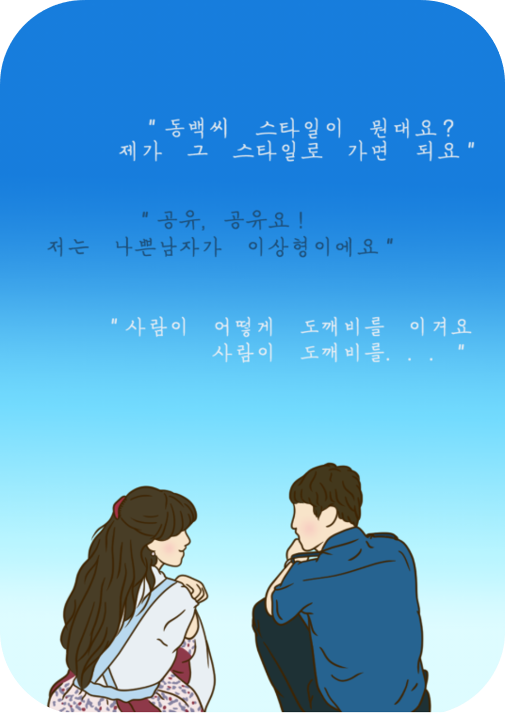 "동백씨 스타일이 뭔대요?
제가 그 스타일로 가면 되요"
"공유, 공유요!
저는 나쁜남자가 이상형이에요"
"사람이 어떻게 도깨비를 이겨요
사람이 도깨비를. . . "